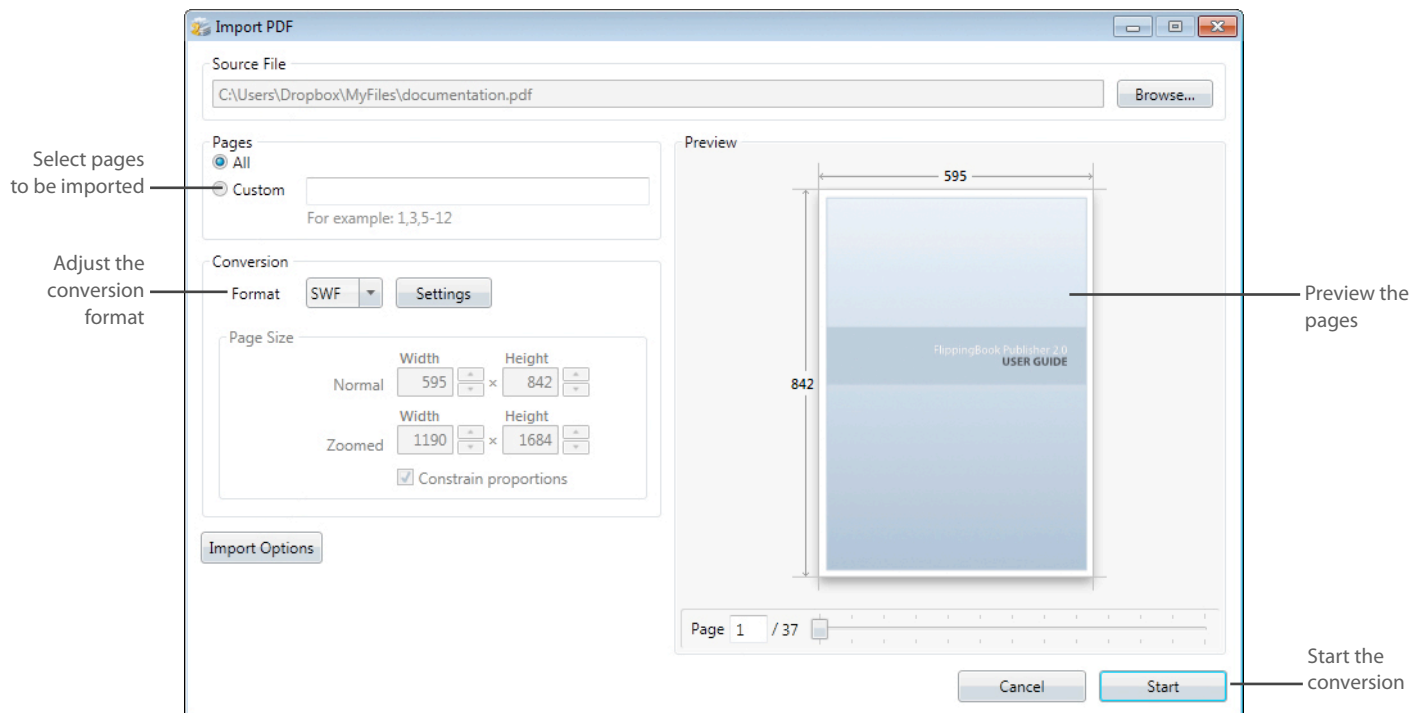 Import PDF
Source File
C:\Users\Dropbox\MyFiles\documentation.pdf
Browse...
Select pages
to be imported
Pages
All
Custom
For example: 1,3,5-12
Adjust the
conversion
format
Conversion
Format
SWF
Settings
Page Size
Width Height
Normal 595 × 842
Width Height
Zoomed 1190 × 1684
Constrain proportions
Import Options
Preview
595
842
FlippingBook Publisher 2.0
USER GUIDE
Preview the
pages
Page 1 / 37
Cancel
Start
Start the
conversion